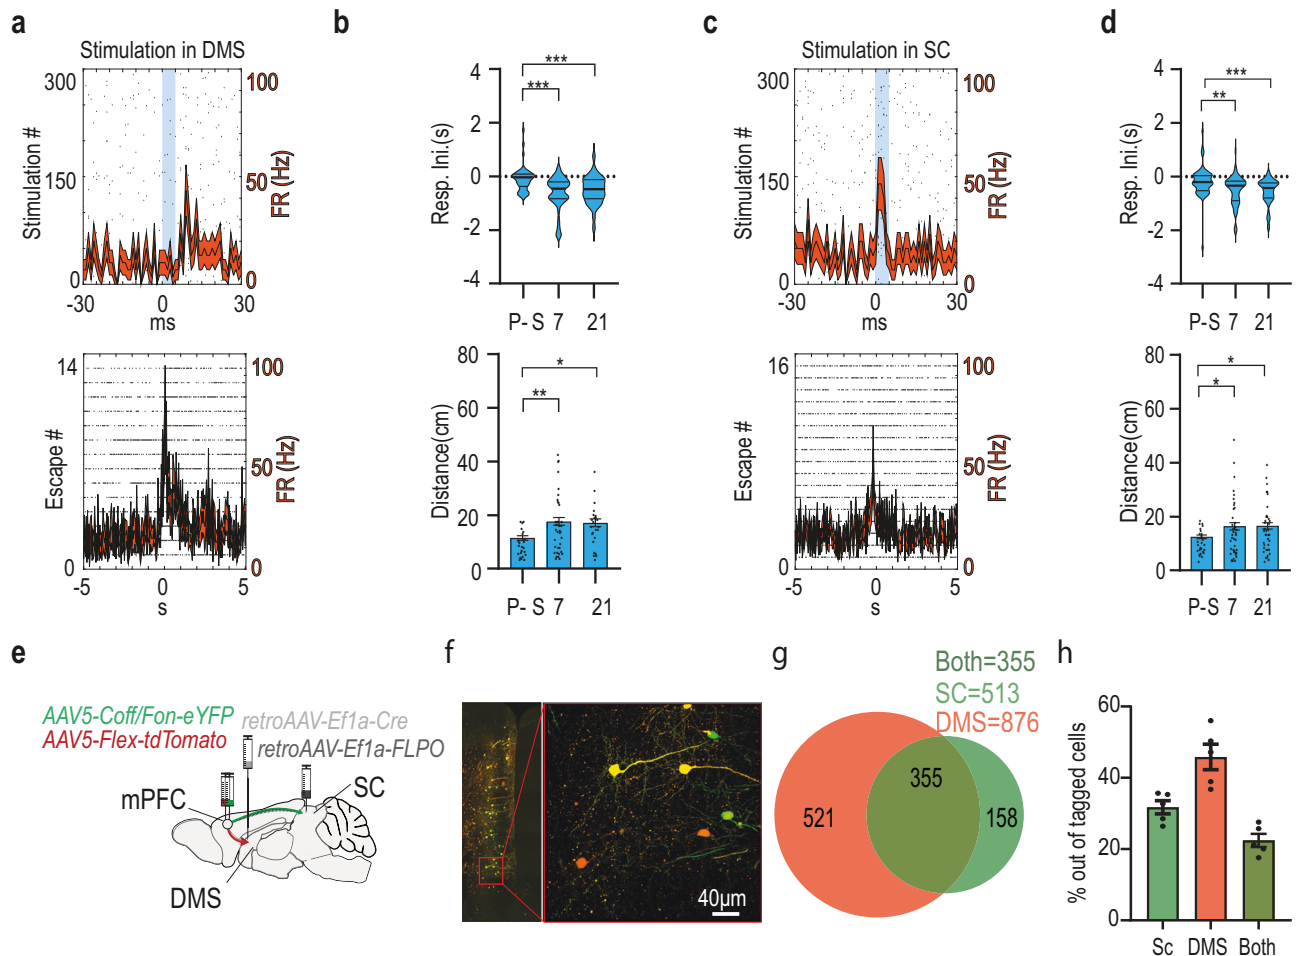 a
Stimulation in DMS
300
150
0
Stimulation #
100
50
0
FR (Hz)
-30
0
30
ms
14
0
Escape #
100
50
0
FR (Hz)
-5
0
5
s
b
***
***
4
2
0
-2
-4
Resp. Ini.(s)
P-S 7 21
*
**
80
60
40
20
0
Distance(cm)
P-S 7 21
c
Stimulation in SC
300
150
0
Stimulation #
100
50
0
FR (Hz)
-30
0
30
ms
16
0
Escape #
100
50
0
FR (Hz)
-5
0
5
s
d
***
**
4
2
0
-2
-4
Resp. Ini.(s)
P-S 7 21
*
*
80
60
40
20
0
Distance(cm)
P-S 7 21
e
AAV5-Coff/Fon-eYFP
AAV5-Flex-tdTomato
retroAAV-Ef1a-Cre
retroAAV-Ef1a-FLPO
mPFC
SC
DMS
f
40µm
g
Both=355
SC=513
DMS=876
521
355
158
h
60
40
20
0
% out of tagged cells
Sc DMS Both